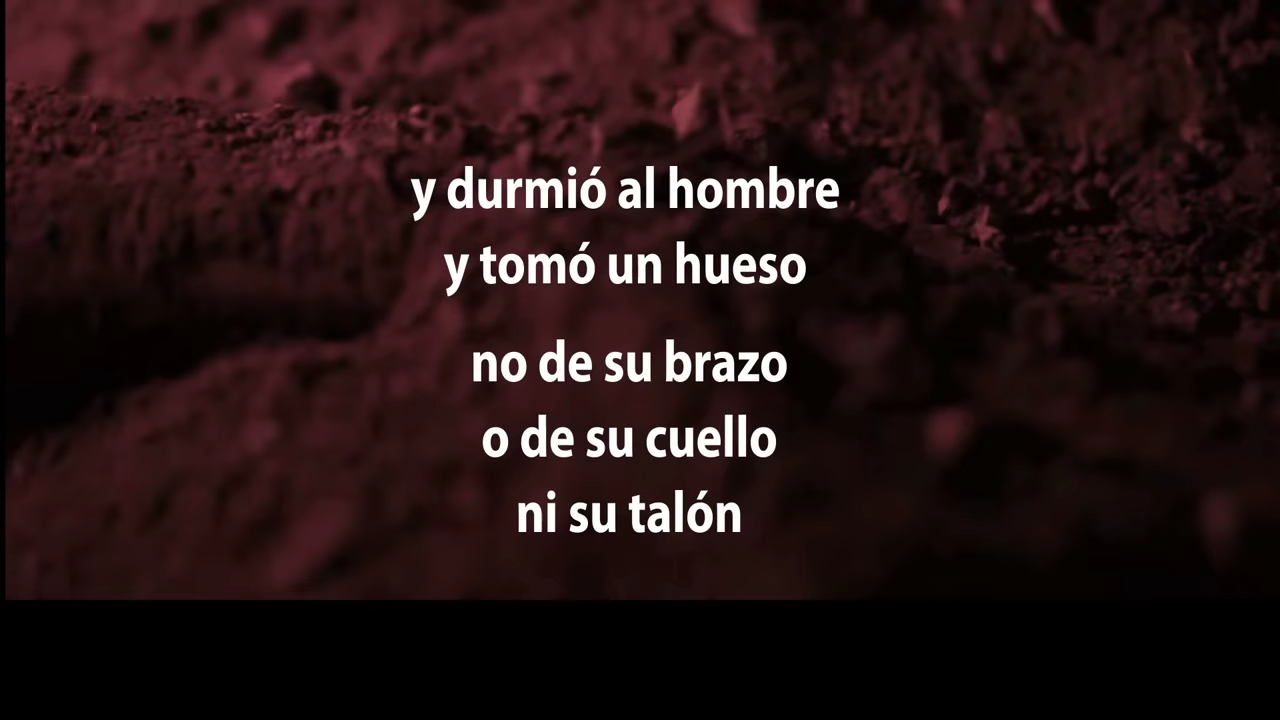 y durmió al hombre
y tomó un hueso
no de su brazo
o de su cuello
ni su talón